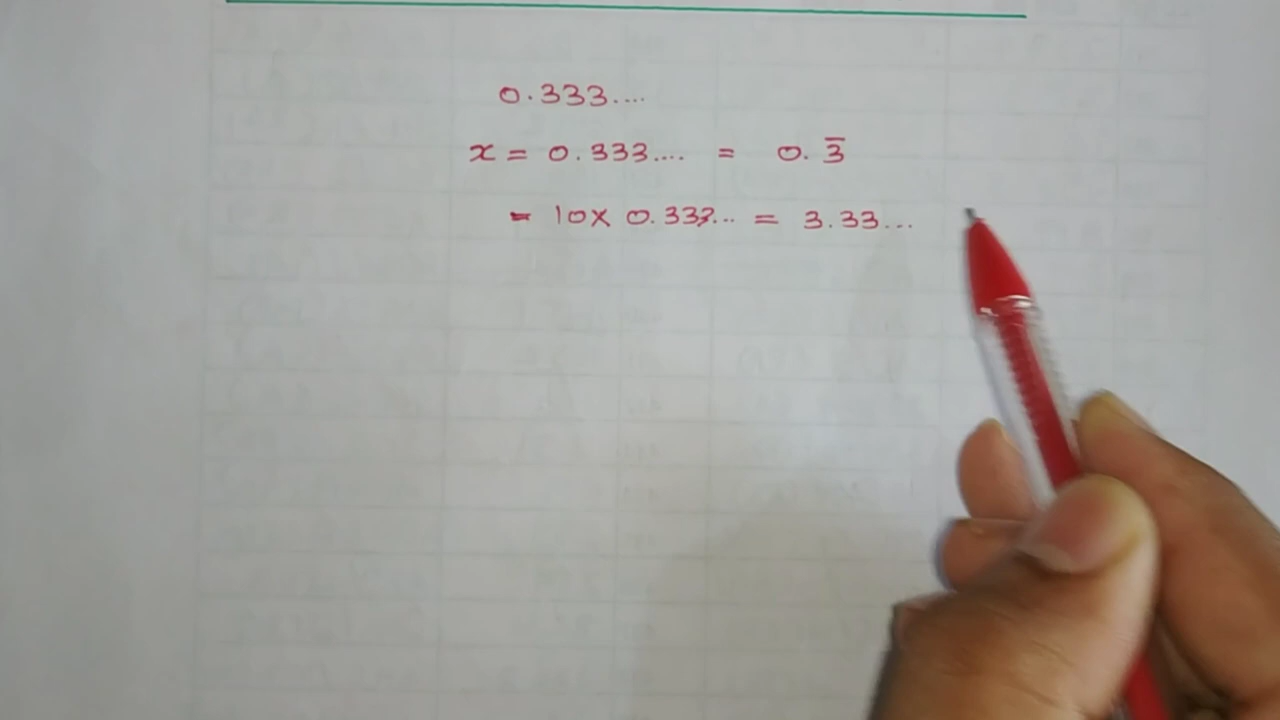 0.333....
x = 0.333.... = 0.3̅
= 10x 0.333... = 3.33...